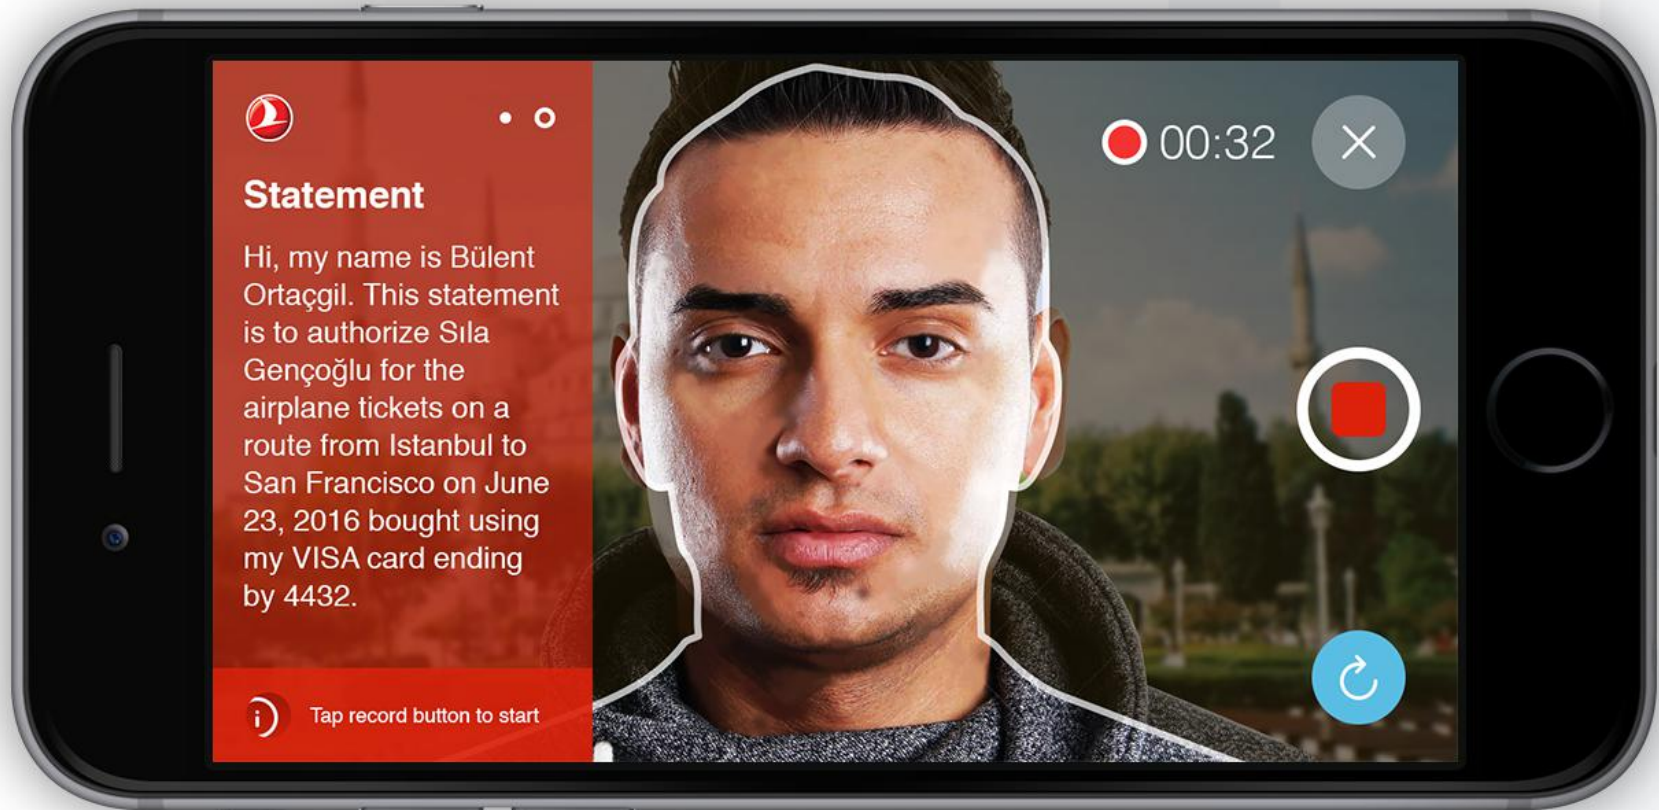 Statement
Hi, my name is Bülent
Ortaçgil. This statement
is to authorize Sıla
Gençoğlu for the
airplane tickets on a
route from Istanbul to
San Francisco on June
23, 2016 bought using
my VISA card ending
by 4432.
Tap record button to start
00:32